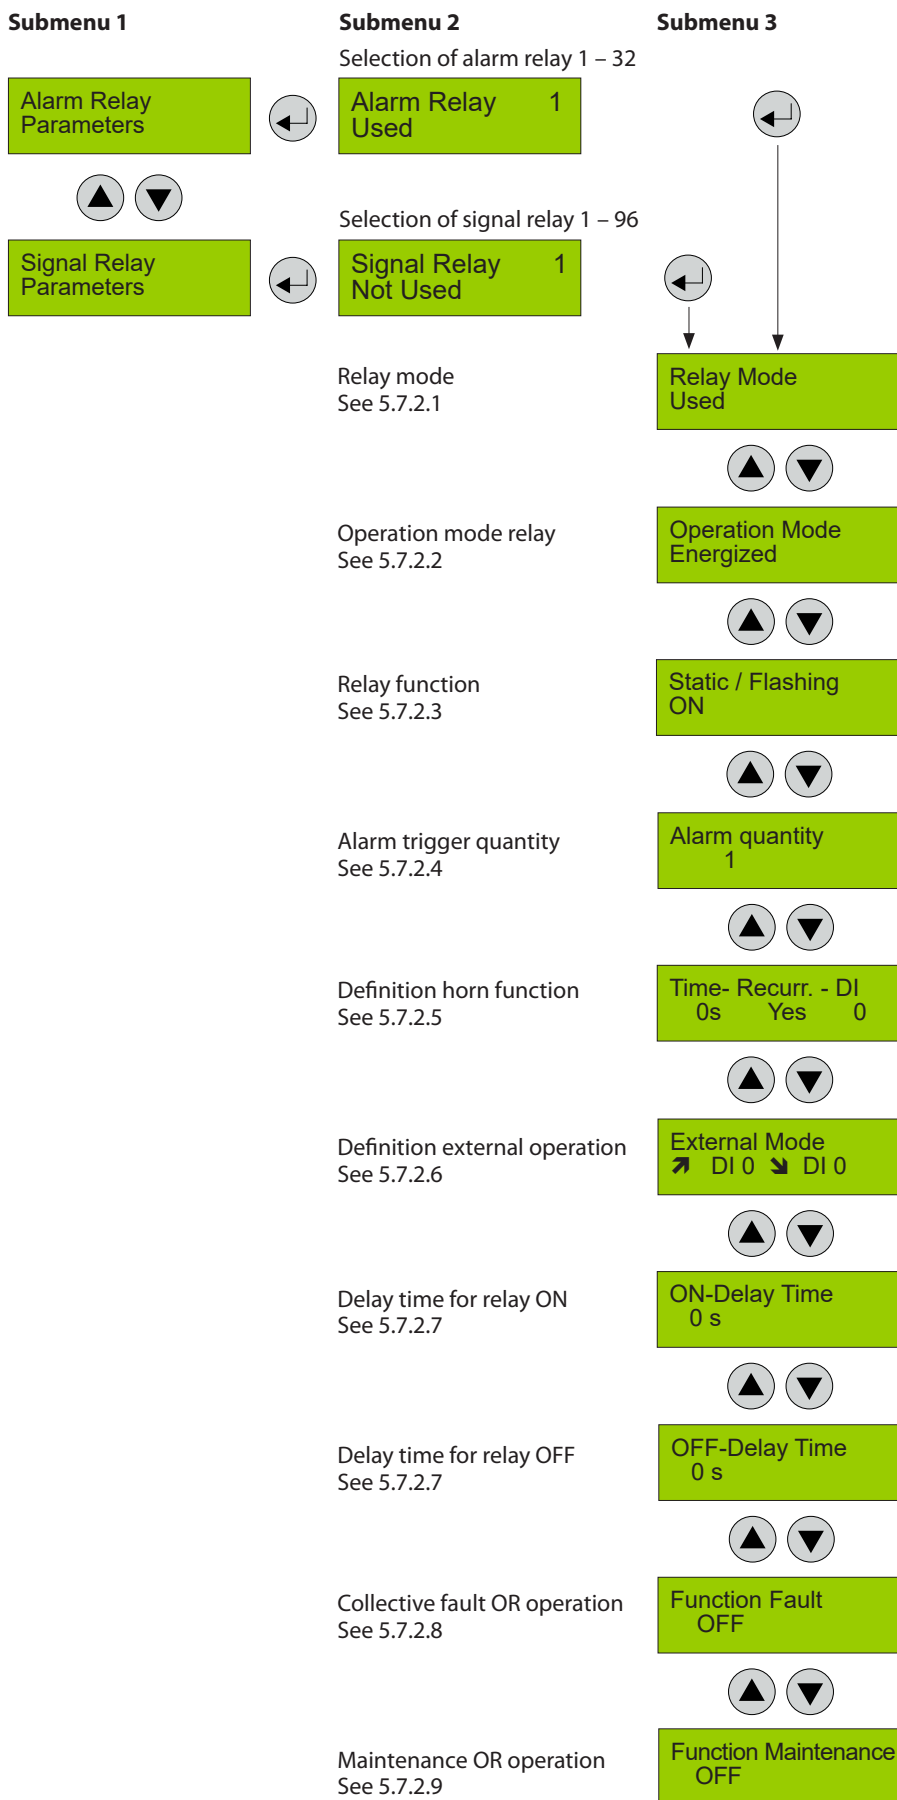 Submenu 1
Submenu 2
Submenu 3
Selection of alarm relay 1 – 32
Alarm Relay
Parameters
Alarm Relay 1
Used
Selection of signal relay 1 – 96
Signal Relay
Parameters
Signal Relay 1
Not Used
Relay mode
See 5.7.2.1
Relay Mode
Used
Operation mode relay
See 5.7.2.2
Operation Mode
Energized
Relay function
See 5.7.2.3
Static / Flashing
ON
Alarm trigger quantity
See 5.7.2.4
Alarm quantity
1
Definition horn function
See 5.7.2.5
Time- Recurr. - DI
0s Yes 0
Definition external operation
See 5.7.2.6
External Mode
↗ DI 0 ↘ DI 0
Delay time for relay ON
See 5.7.2.7
ON-Delay Time
0 s
Delay time for relay OFF
See 5.7.2.7
OFF-Delay Time
0 s
Collective fault OR operation
See 5.7.2.8
Function Fault
OFF
Maintenance OR operation
See 5.7.2.9
Function Maintenance
OFF